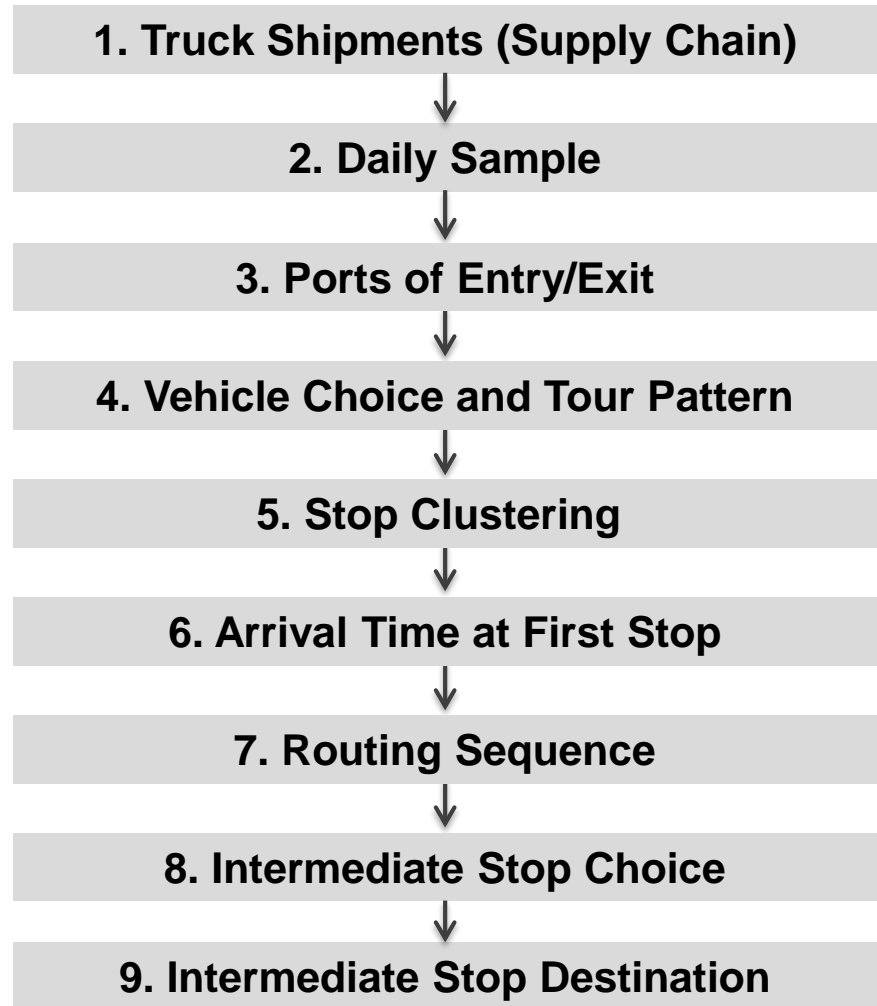 1. Truck Shipments (Supply Chain)
2. Daily Sample
3. Ports of Entry/Exit
4. Vehicle Choice and Tour Pattern
5. Stop Clustering
6. Arrival Time at First Stop
7. Routing Sequence
8. Intermediate Stop Choice
9. Intermediate Stop Destination